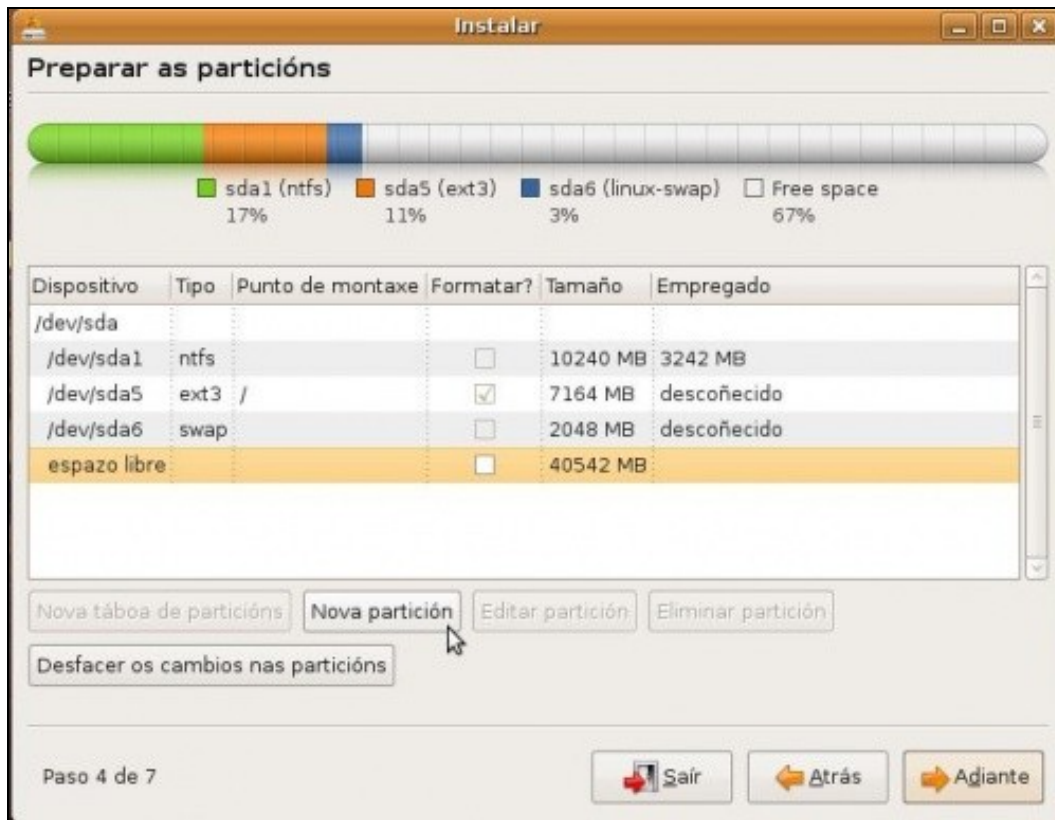 Instalar
Preparar as particións
sda1 (ntfs) sda5 (ext3) sda6 (linux-swap) Free space
17% 11% 3% 67%
Dispositivo Tipo Punto de montaxe Formatar? Tamaño Empregado
/dev/sda
/dev/sda1 ntfs 10240 MB 3242 MB
/dev/sda5 ext3 / 7164 MB descoñecido
/dev/sda6 swap 2048 MB descoñecido
espazo libre 40542 MB
Nova táboa de particións Nova partición Editar partición Eliminar partición
Desfacer os cambios nas particións
Paso 4 de 7 Saír Atrás Adiante